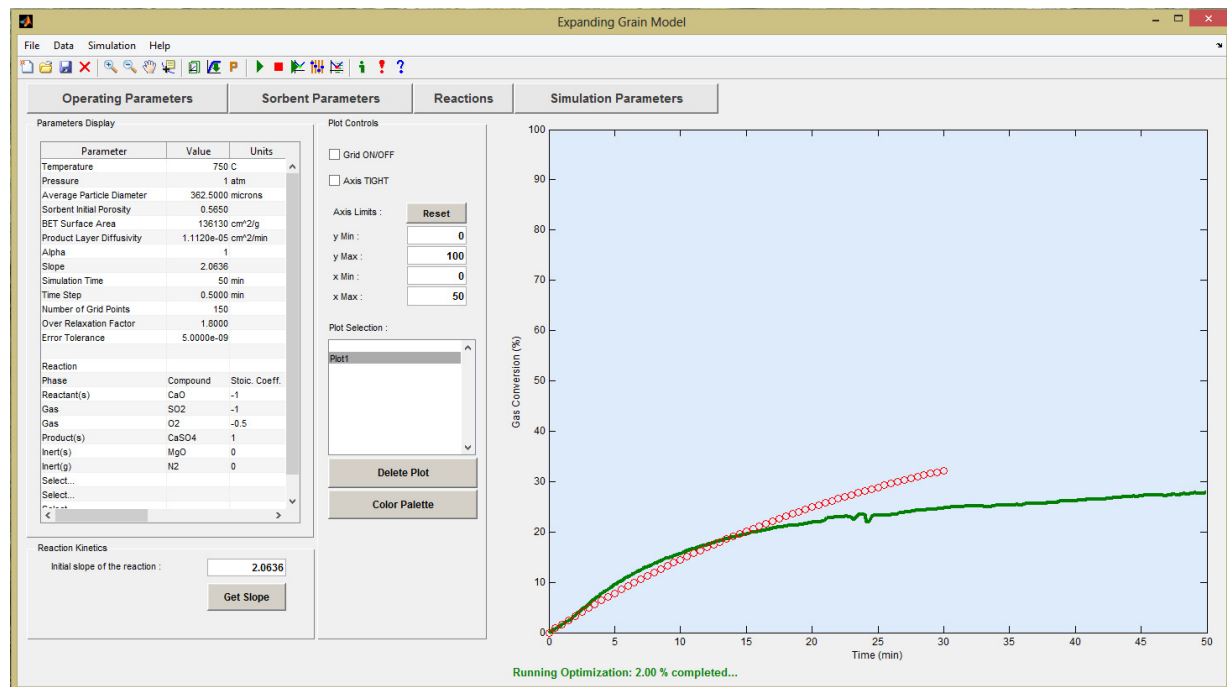 Expanding Grain Model
File Data Simulation Help
Operating Parameters Sorbent Parameters Reactions Simulation Parameters
Parameters Display
Parameter Value Units
Temperature 750 C
Pressure 1 atm
Average Particle Diameter 362.5000 microns
Sorbent Initial Porosity 0.5650
BET Surface Area 136130 cm^2/g
Product Layer Diffusivity 1.1120e-05 cm^2/min
Alpha 1
Slope 2.0636
Simulation Time 50 min
Time Step 0.5000 min
Number of Grid Points 150
Over Relaxation Factor 1.8000
Error Tolerance 5.0000e-09
Reaction
Phase Compound Stoic. Coeff.
Reactant(s) CaO -1
Gas SO2 -1
Gas O2 -0.5
Product(s) CaSO4 1
Inert(s) MgO 0
Inert(g) N2 0
Select...
Select...
Reaction Kinetics
Initial slope of the reaction : 2.0636
Get Slope
Plot Controls
Grid ON/OFF
Axis TIGHT
Axis Limits : Reset
y Min : 0
y Max : 100
x Min : 0
x Max : 50
Plot Selection :
Plot1
Delete Plot
Color Palette
100
90
80
70
60
50
40
30
20
10
0
Gas Conversion (%)
0 5 10 15 20 25 30 35 40 45 50
Time (min)
Running Optimization: 2.00 % completed...